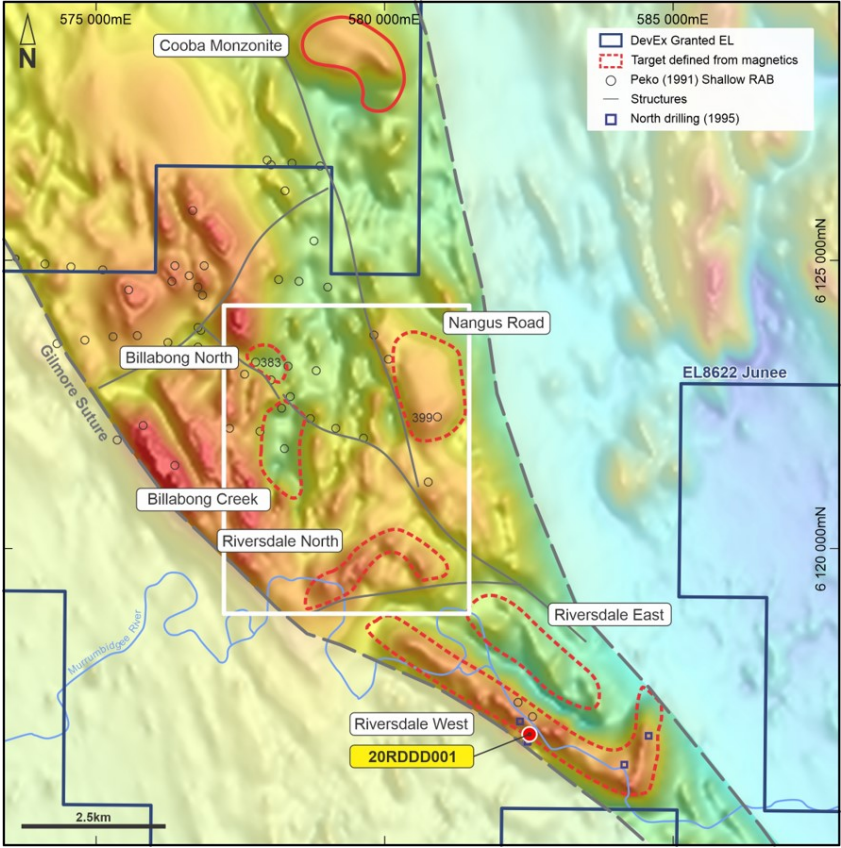 575 000mE
580 000mE
585 000mE
N
Cooba Monzonite
DevEx Granted EL
Target defined from magnetics
Peko (1991) Shallow RAB
Structures
North drilling (1995)
6 125 000mN
Nangus Road
Billabong North
383
Gilmore Suture
EL8622 Junee
399
Billabong Creek
Riversdale North
6 120 000mN
Riversdale East
Murrumbidgee River
Riversdale West
20RDDD001
2.5km